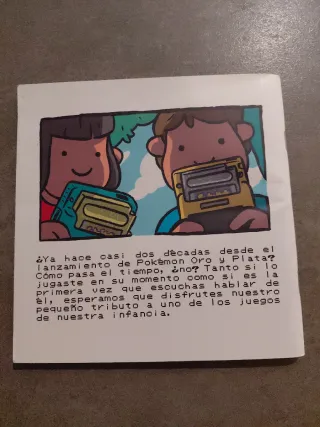 ¿Ya hace casi dos décadas desde el
lanzamiento de Pokémon Oro y Plata?
Cómo pasa el tiempo, ¿no? Tanto si lo
jugaste en su momento como si es la
primera vez que escuchas hablar de
él, esperamos que disfrutes nuestro
pequeño tributo a uno de los juegos
de nuestra infancia.